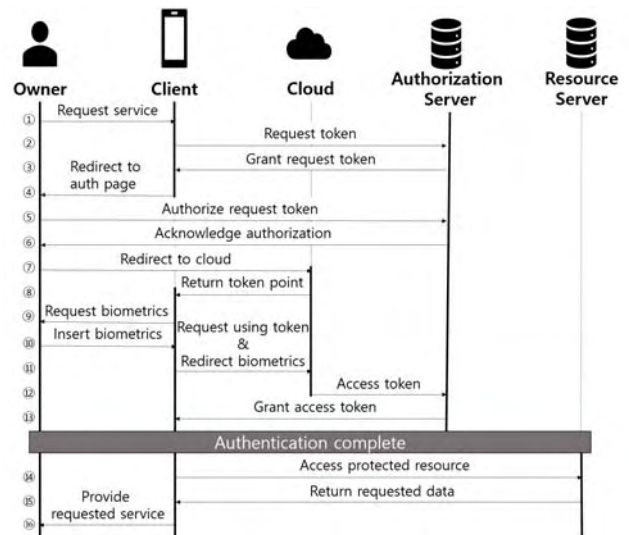 Owner Client Cloud Authorization Server Resource Server
① Request service
② Request token
③ Grant request token
④ Redirect to auth page
⑤ Authorize request token
⑥ Acknowledge authorization
⑦ Redirect to cloud
⑧ Return token point
⑨ Request biometrics
⑩ Insert biometrics
Request using token
&
⑪ Redirect biometrics
⑫ Access token
⑬ Grant access token
Authentication complete
⑭ Access protected resource
⑮ Return requested data
⑯ Provide requested service